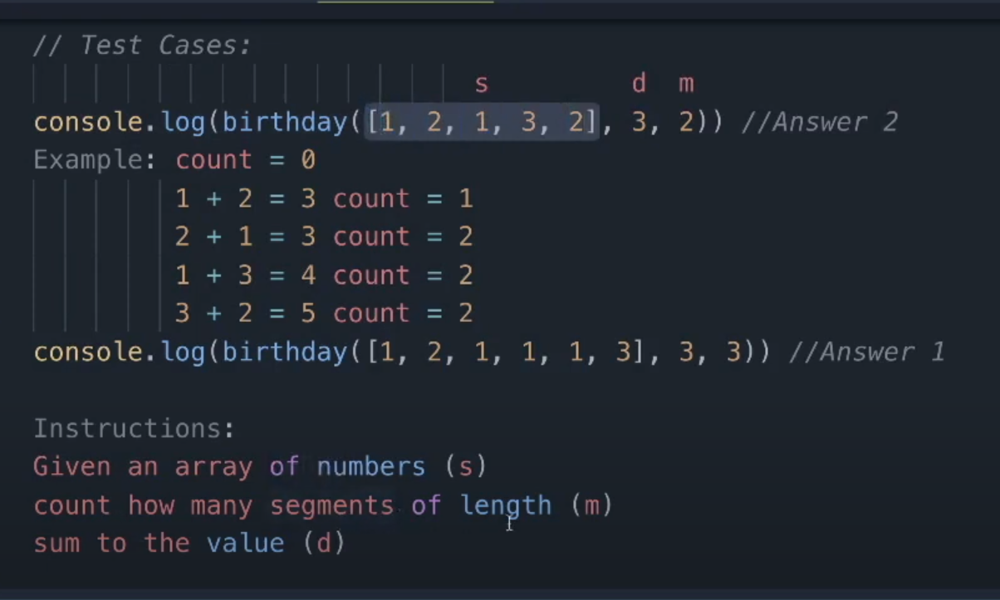 // Test Cases:
s d m
console.log(birthday([1, 2, 1, 3, 2], 3, 2)) //Answer 2
Example: count = 0
1 + 2 = 3 count = 1
2 + 1 = 3 count = 2
1 + 3 = 4 count = 2
3 + 2 = 5 count = 2
console.log(birthday([1, 2, 1, 1, 1, 3], 3, 3)) //Answer 1
Instructions:
Given an array of numbers (s)
count how many segments of length (m)
sum to the value (d)